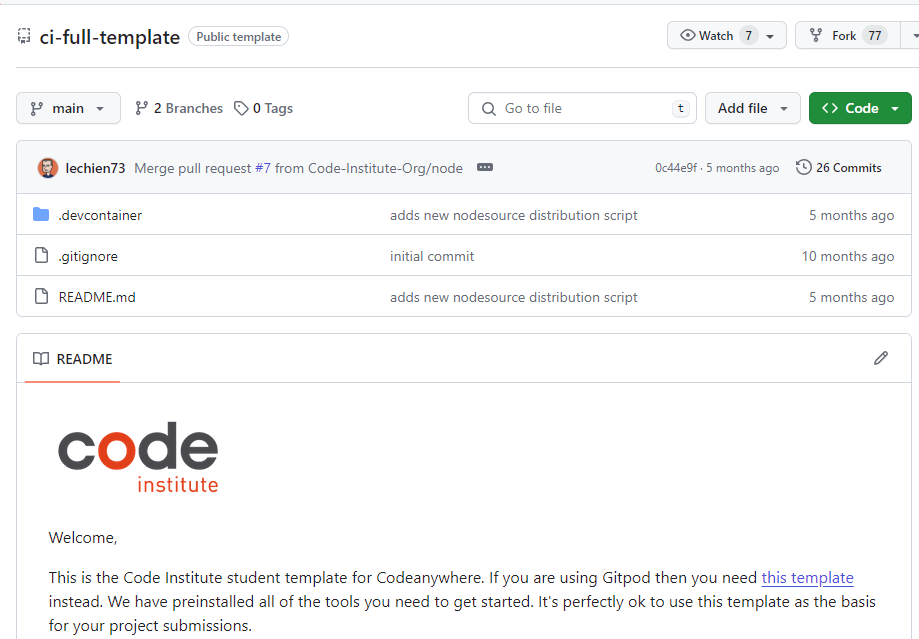 ci-full-template Public template Watch 7 Fork 77
main 2 Branches 0 Tags Go to file t Add file Code
lechien73 Merge pull request #7 from Code-Institute-Org/node 0c44e9f · 5 months ago 26 Commits
.devcontainer adds new nodesource distribution script 5 months ago
.gitignore initial commit 10 months ago
README.md adds new nodesource distribution script 5 months ago
README
code
institute
Welcome,
This is the Code Institute student template for Codeanywhere. If you are using Gitpod then you need this template
instead. We have preinstalled all of the tools you need to get started. It's perfectly ok to use this template as the basis
for your project submissions.